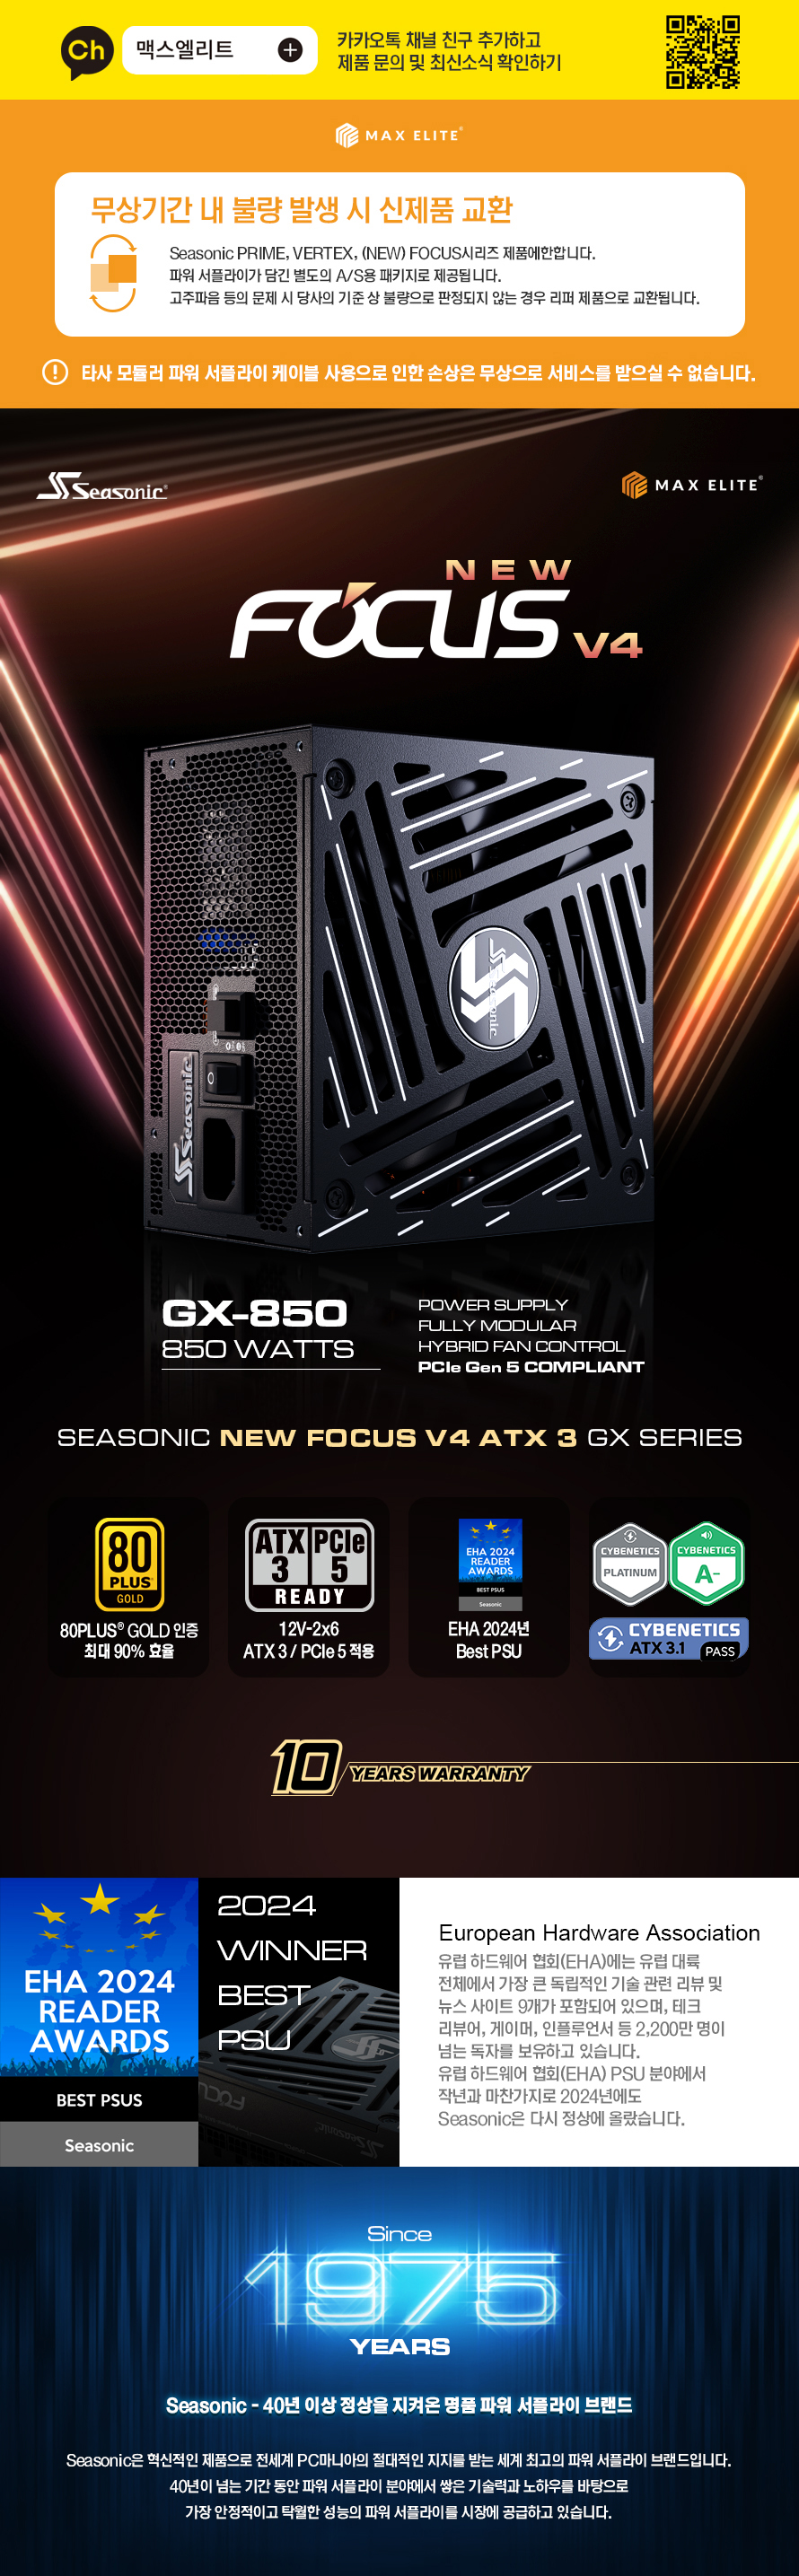 Ch 맥스엘리트
카카오톡 채널 친구 추가하고
제품 문의 및 최신소식 확인하기
MAX ELITE®
무상기간 내 불량 발생 시 신제품 교환
Seasonic PRIME, VERTEX, (NEW) FOCUS시리즈 제품에한합니다.
파워 서플라이가 담긴 별도의 A/S용 패키지로 제공됩니다.
고주파음 등의 문제 시 당사의 기준 상 불량으로 판정되지 않는 경우 리퍼 제품으로 교환됩니다.
타사 모듈러 파워 서플라이 케이블 사용으로 인한 손상은 무상으로 서비스를 받으실 수 없습니다.
Seasonic®
MAX ELITE®
NEW
FOCUS V4
Seasonic
Seasonic
GX-850
850 WATTS
POWER SUPPLY
FULLY MODULAR
HYBRID FAN CONTROL
PCIe Gen 5 COMPLIANT
SEASONIC NEW FOCUS V4 ATX 3 GX SERIES
80
PLUS
GOLD
80PLUS® GOLD 인증
최대 90% 효율
ATX 3 PCIe 5
READY
12V-2x6
ATX 3 / PCIe 5 적용
EHA 2024
READER
AWARDS
BEST PSUS
Seasonic
EHA 2024년
Best PSU
CYBENETICS
PLATINUM
CYBENETICS
A-
CYBENETICS
ATX 3.1 PASS
10 YEARS WARRANTY
EHA 2024
READER
AWARDS
BEST PSUS
Seasonic
2024
WINNER
BEST
PSU
FOCUS
Seasonic
European Hardware Association
유럽 하드웨어 협회(EHA)에는 유럽 대륙
전체에서 가장 큰 독립적인 기술 관련 리뷰 및
뉴스 사이트 9개가 포함되어 있으며, 테크
리뷰어, 게이머, 인플루언서 등 2,200만 명이
넘는 독자를 보유하고 있습니다.
유럽 하드웨어 협회(EHA) PSU 분야에서
작년과 마찬가지로 2024년에도
Seasonic은 다시 정상에 올랐습니다.
Since
1975
YEARS
Seasonic - 40년 이상 정상을 지켜온 명품 파워 서플라이 브랜드
Seasonic은 혁신적인 제품으로 전세계 PC마니아의 절대적인 지지를 받는 세계 최고의 파워 서플라이 브랜드입니다.
40년이 넘는 기간 동안 파워 서플라이 분야에서 쌓은 기술력과 노하우를 바탕으로
가장 안정적이고 탁월한 성능의 파워 서플라이를 시장에 공급하고 있습니다.